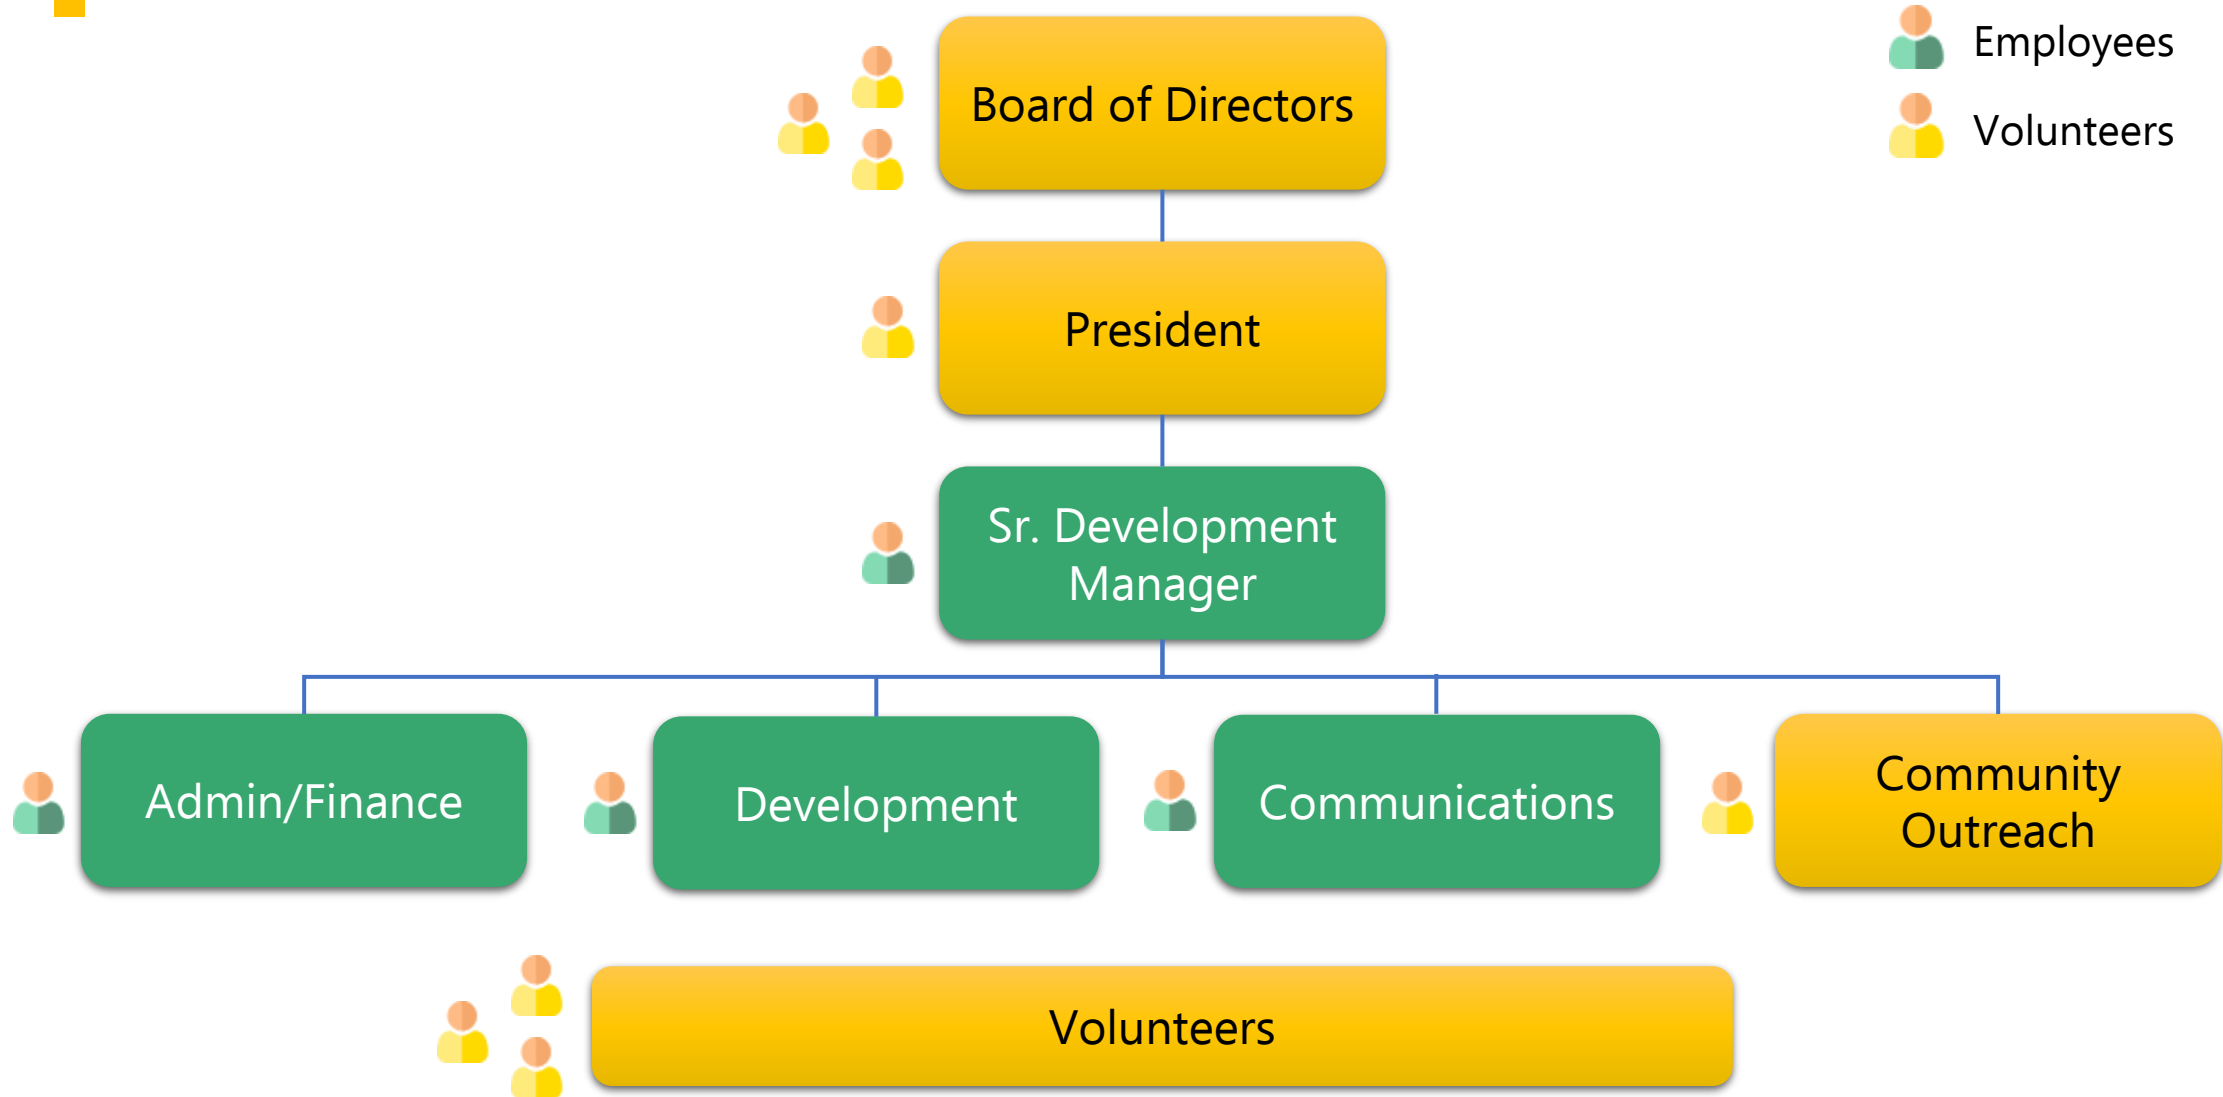 Employees
Volunteers
Board of Directors
President
Sr. Development
Manager
Admin/Finance
Development
Communications
Community
Outreach
Volunteers